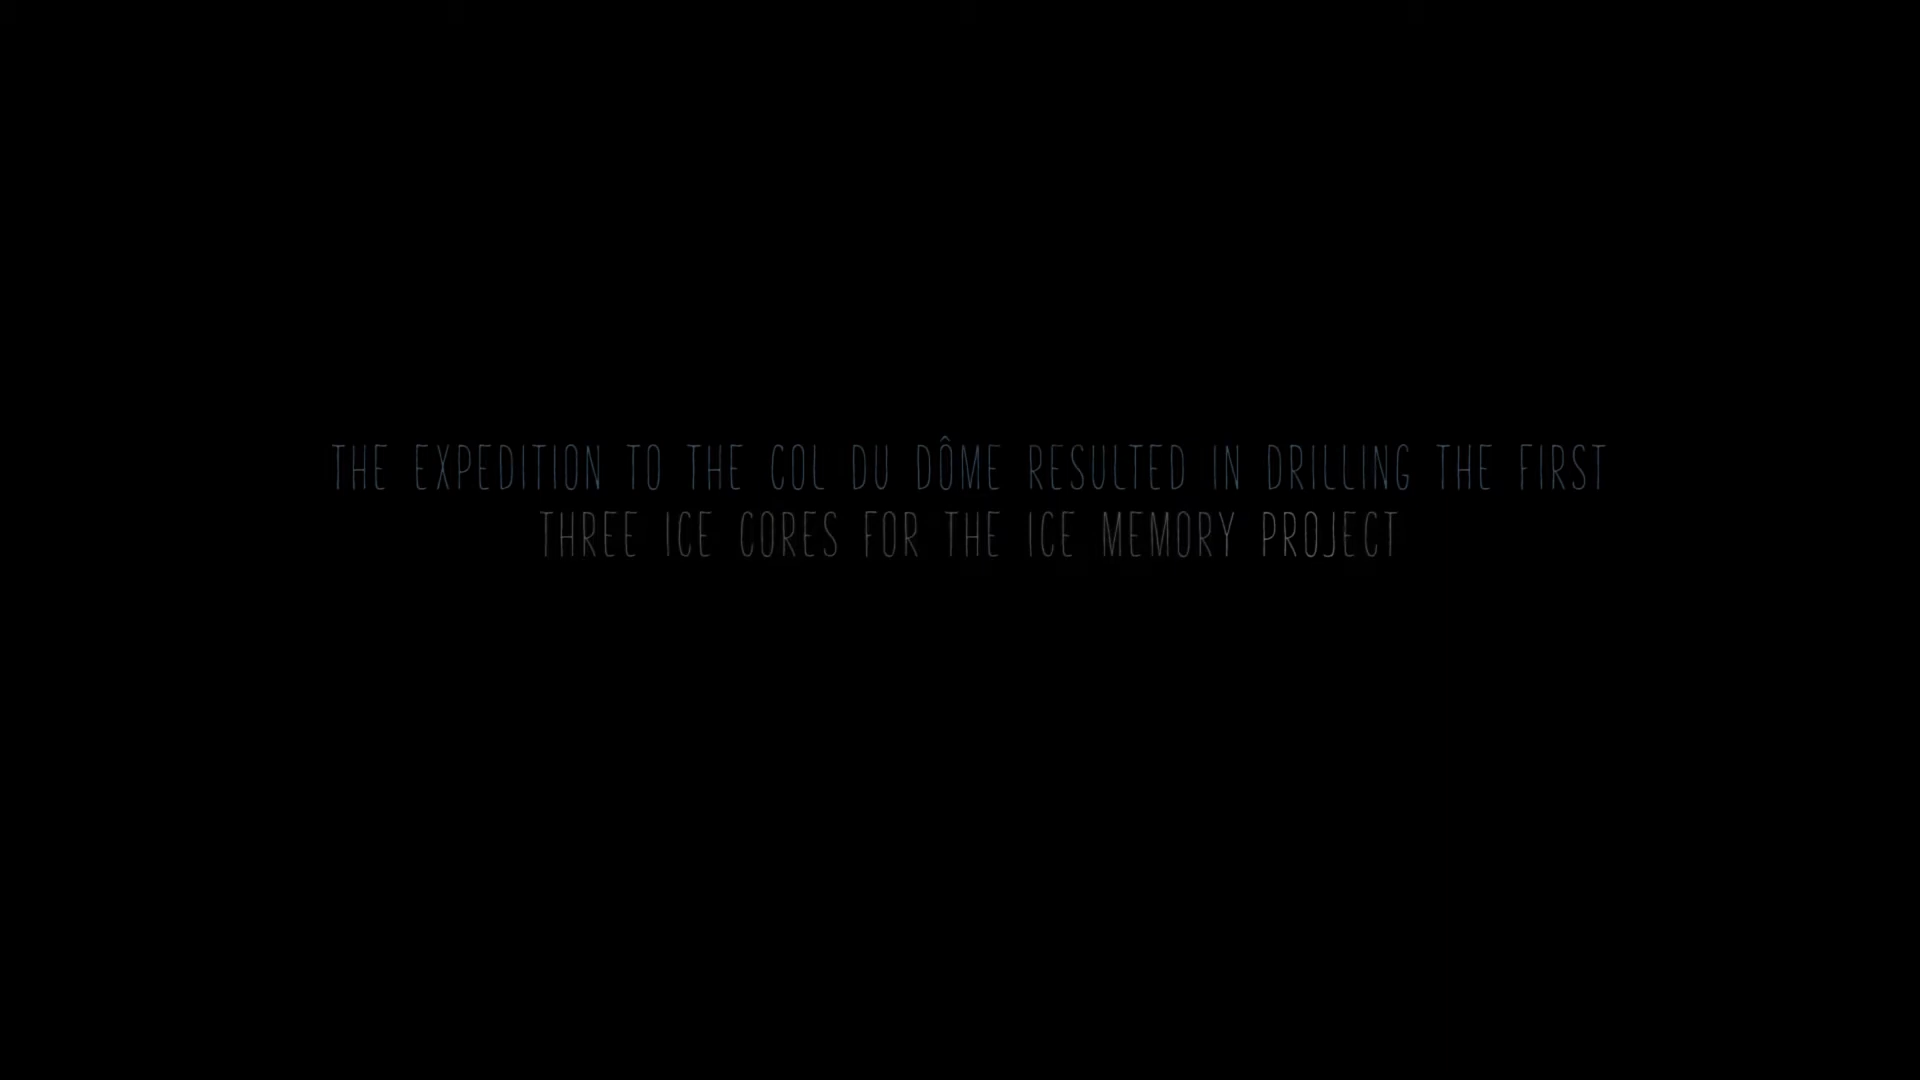 THE EXPEDITION TO THE COL DU DÔME RESULTED IN DRILLING THE FIRST
THREE ICE CORES FOR THE ICE MEMORY PROJECT